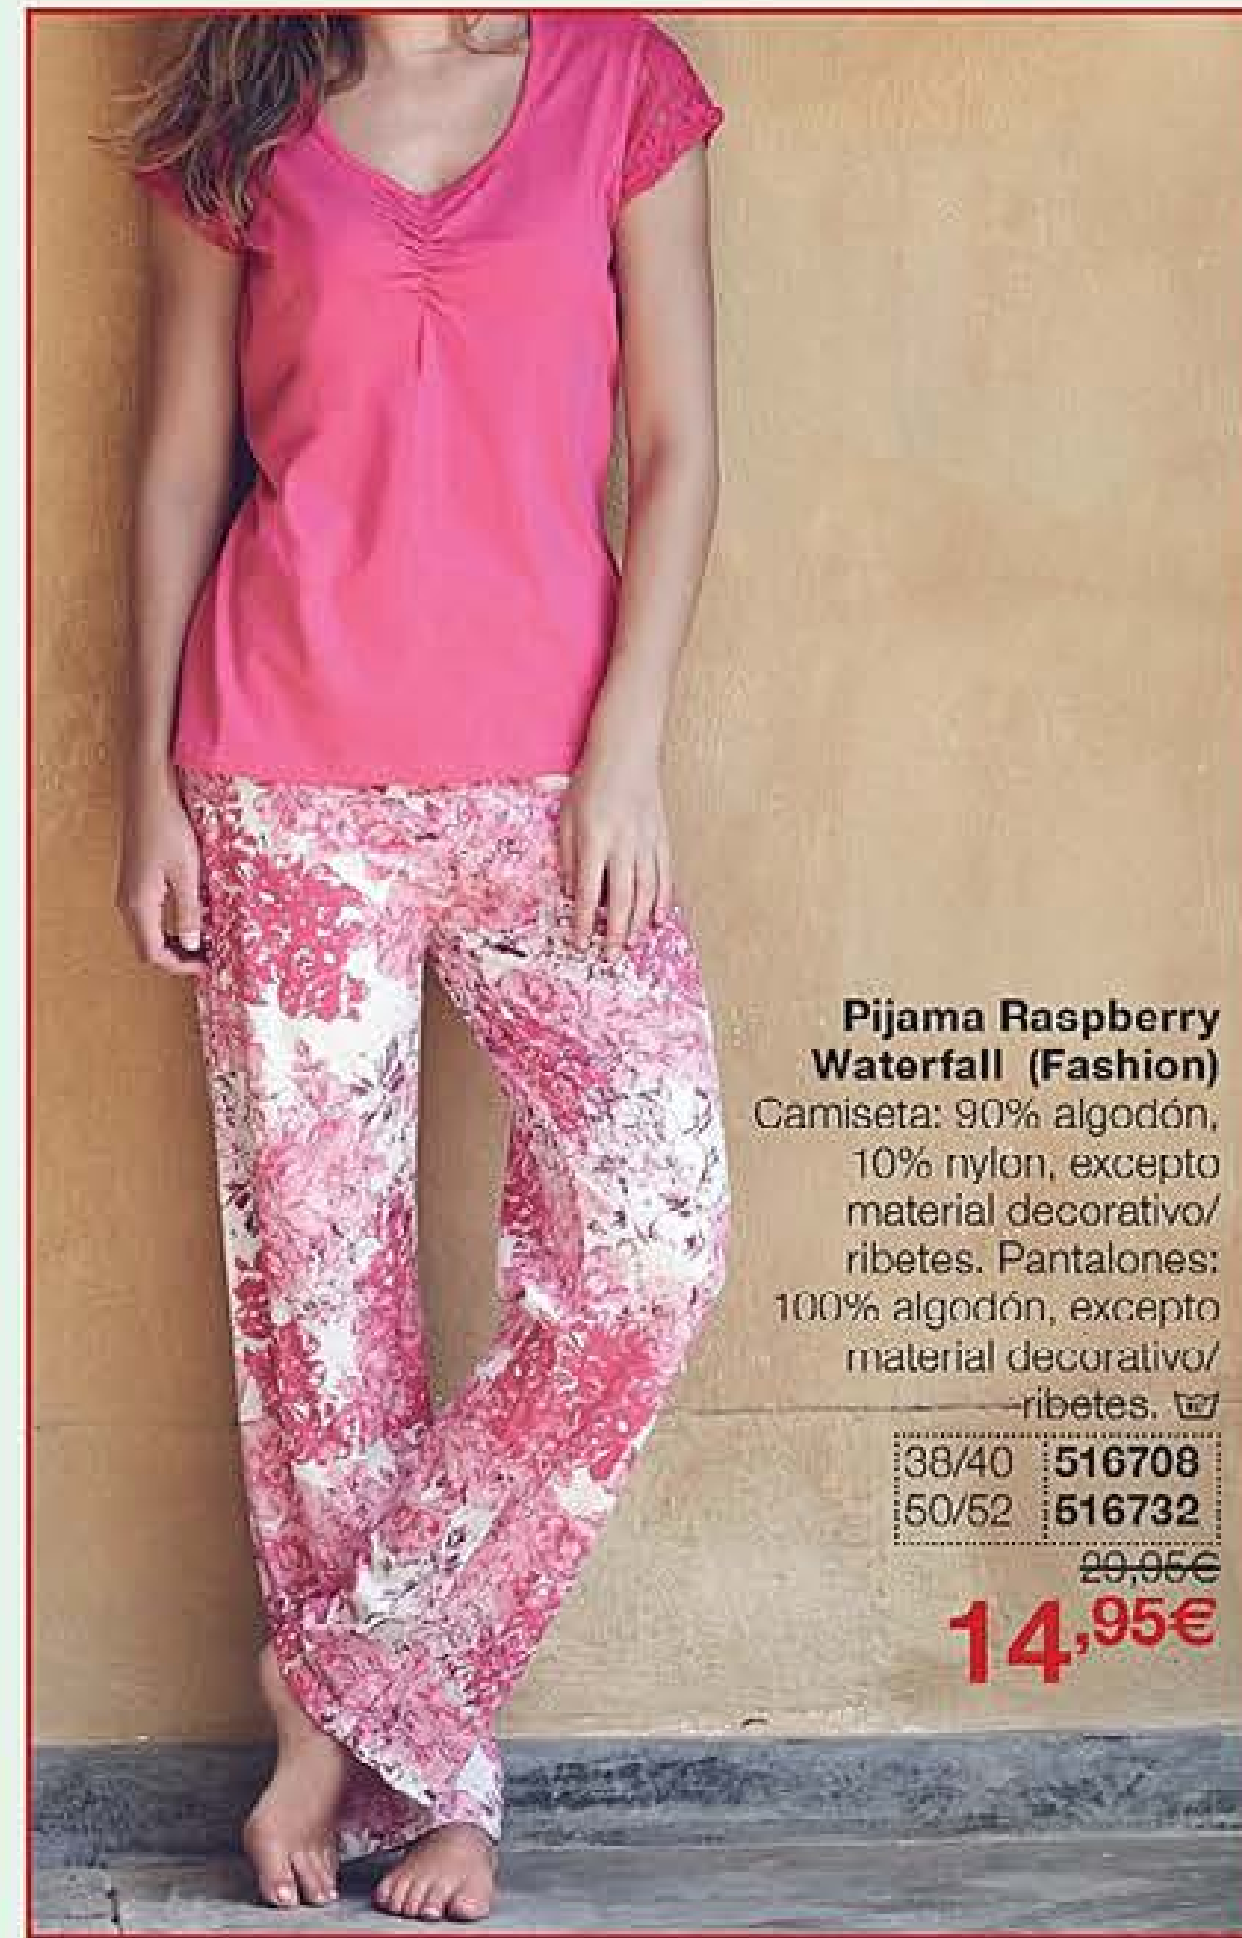 Pijama Raspberry
Waterfall (Fashion)
Camiseta: 90% algodón,
10% nylon, excepto
material decorativo/
ribetes. Pantalones:
100% algodón, excepto
material decorativo/
ribetes.
38/40 516708
50/52 516732
29,95€
14,95€